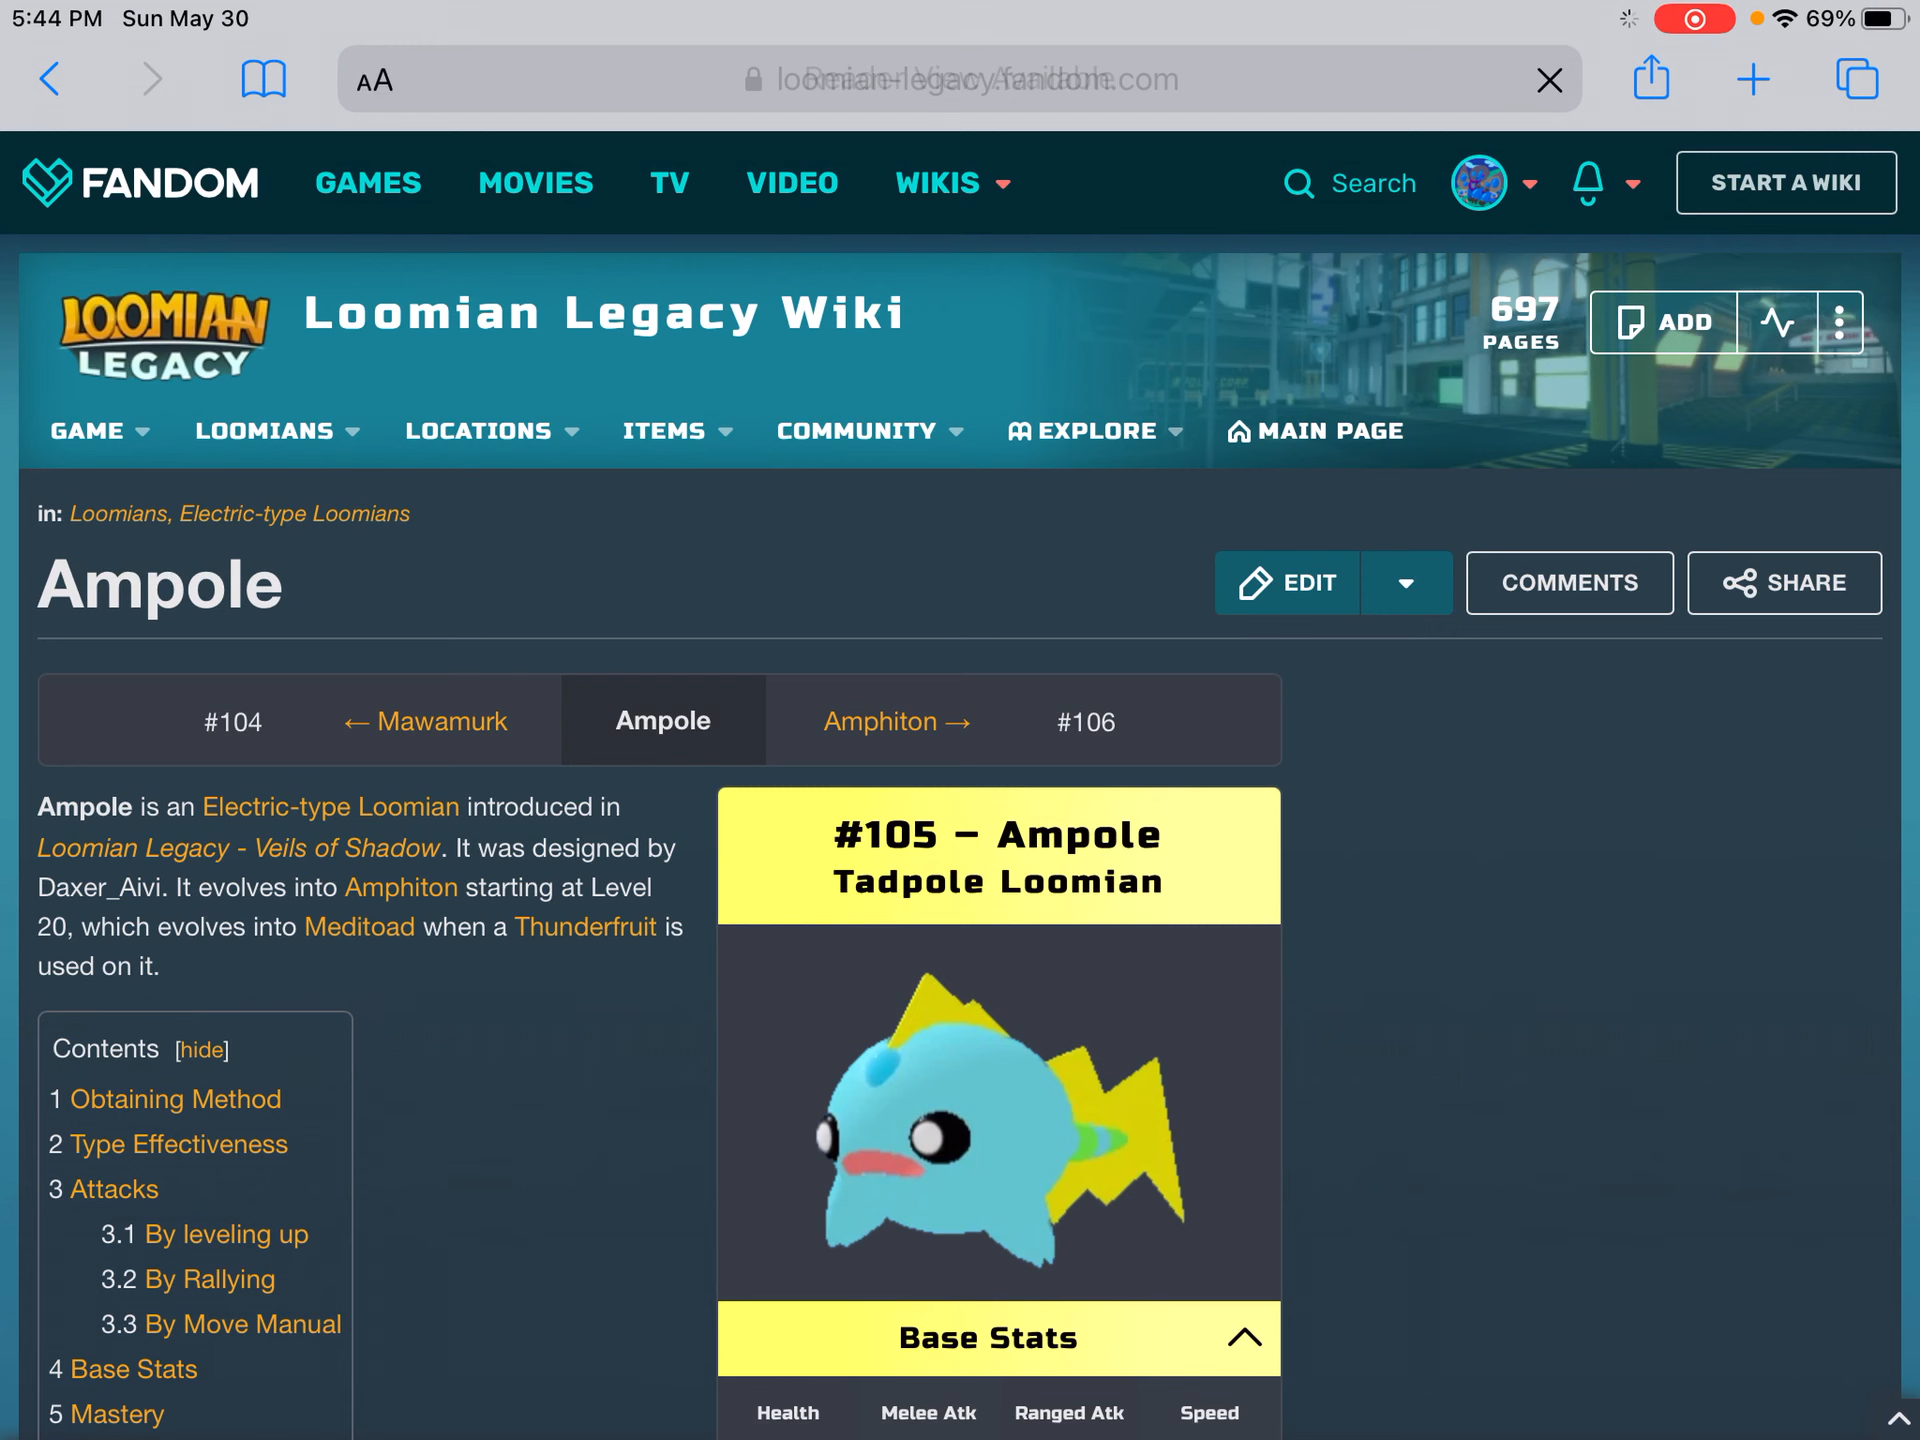 5:44 PM Sun May 30
69%
AA
loomian-legacy.fandom.com
FANDOM
GAMES MOVIES TV VIDEO WIKIS
Search
START A WIKI
LOOMIAN
LEGACY
Loomian Legacy Wiki
697
PAGES
ADD
GAME LOOMIANS LOCATIONS ITEMS COMMUNITY EXPLORE MAIN PAGE
in: Loomians, Electric-type Loomians
Ampole
EDIT
COMMENTS
SHARE
#104 ← Mawamurk Ampole Amphiton → #106
Ampole is an Electric-type Loomian introduced in
Loomian Legacy - Veils of Shadow. It was designed by
Daxer_Aivi. It evolves into Amphiton starting at Level
20, which evolves into Meditoad when a Thunderfruit is
used on it.
Contents [hide]
1 Obtaining Method
2 Type Effectiveness
3 Attacks
3.1 By leveling up
3.2 By Rallying
3.3 By Move Manual
4 Base Stats
5 Mastery
#105 – Ampole
Tadpole Loomian
Base Stats
Health Melee Atk Ranged Atk Speed